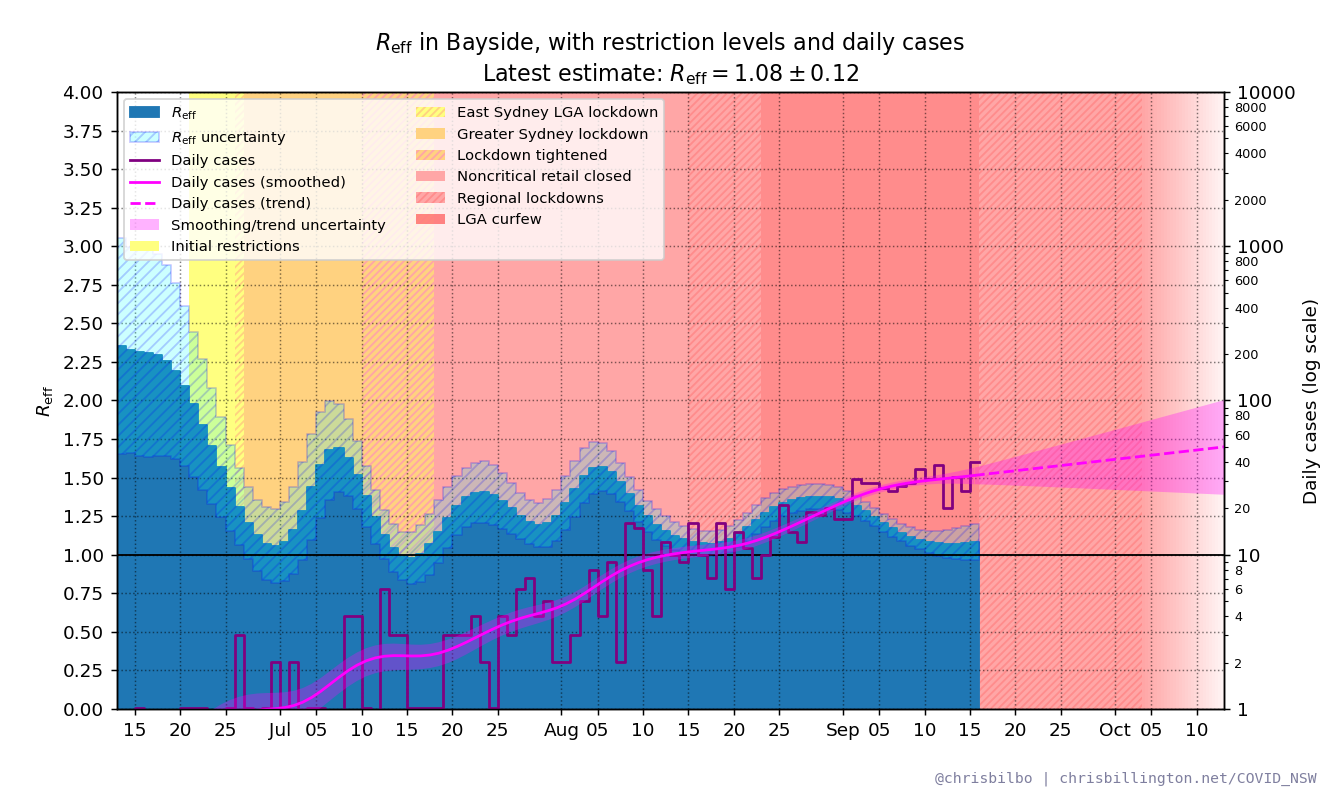 Reff in Bayside, with restriction levels and daily cases
Latest estimate: Reff = 1.08 ± 0.12
Reff
Reff uncertainty
Daily cases
Daily cases (smoothed)
Daily cases (trend)
Smoothing/trend uncertainty
Initial restrictions
East Sydney LGA lockdown
Greater Sydney lockdown
Lockdown tightened
Noncritical retail closed
Regional lockdowns
LGA curfew
Reff
4.00
3.75
3.50
3.25
3.00
2.75
2.50
2.25
2.00
1.75
1.50
1.25
1.00
0.75
0.50
0.25
0.00
10000
8000
6000
4000
2000
1000
800
600
400
200
100
80
60
40
20
10
8
6
4
2
1
Daily cases (log scale)
15 20 25 Jul 05 10 15 20 25 Aug 05 10 15 20 25 Sep 05 10 15 20 25 Oct 05 10
@chrisbilbo | chrisbillington.net/COVID_NSW